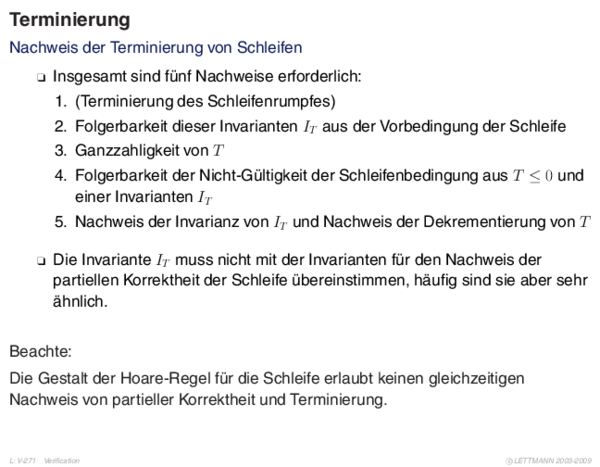 Terminierung
Nachweis der Terminierung von Schleifen
❑ Insgesamt sind fünf Nachweise erforderlich:
1. (Terminierung des Schleifenrumpfes)
2. Folgerbarkeit dieser Invarianten I_T aus der Vorbedingung der Schleife
3. Ganzzahligkeit von T
4. Folgerbarkeit der Nicht-Gültigkeit der Schleifenbedingung aus T ≤ 0 und
einer Invarianten I_T
5. Nachweis der Invarianz von I_T und Nachweis der Dekrementierung von T
❑ Die Invariante I_T muss nicht mit der Invarianten für den Nachweis der
partiellen Korrektheit der Schleife übereinstimmen, häufig sind sie aber sehr
ähnlich.
Beachte:
Die Gestalt der Hoare-Regel für die Schleife erlaubt keinen gleichzeitigen
Nachweis von partieller Korrektheit und Terminierung.
L: V-271 Verification
© LETTMANN 2003-2009